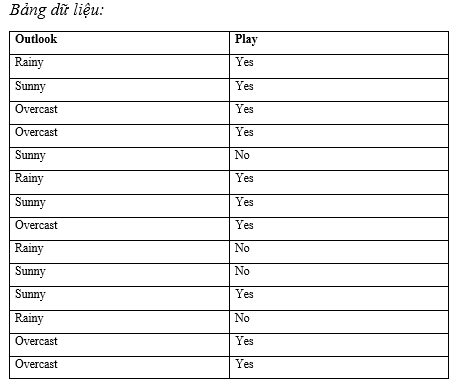 Bảng dữ liệu:
Outlook Play
Rainy Yes
Sunny Yes
Overcast Yes
Overcast Yes
Sunny No
Rainy Yes
Sunny Yes
Overcast Yes
Rainy No
Sunny No
Sunny Yes
Rainy No
Overcast Yes
Overcast Yes